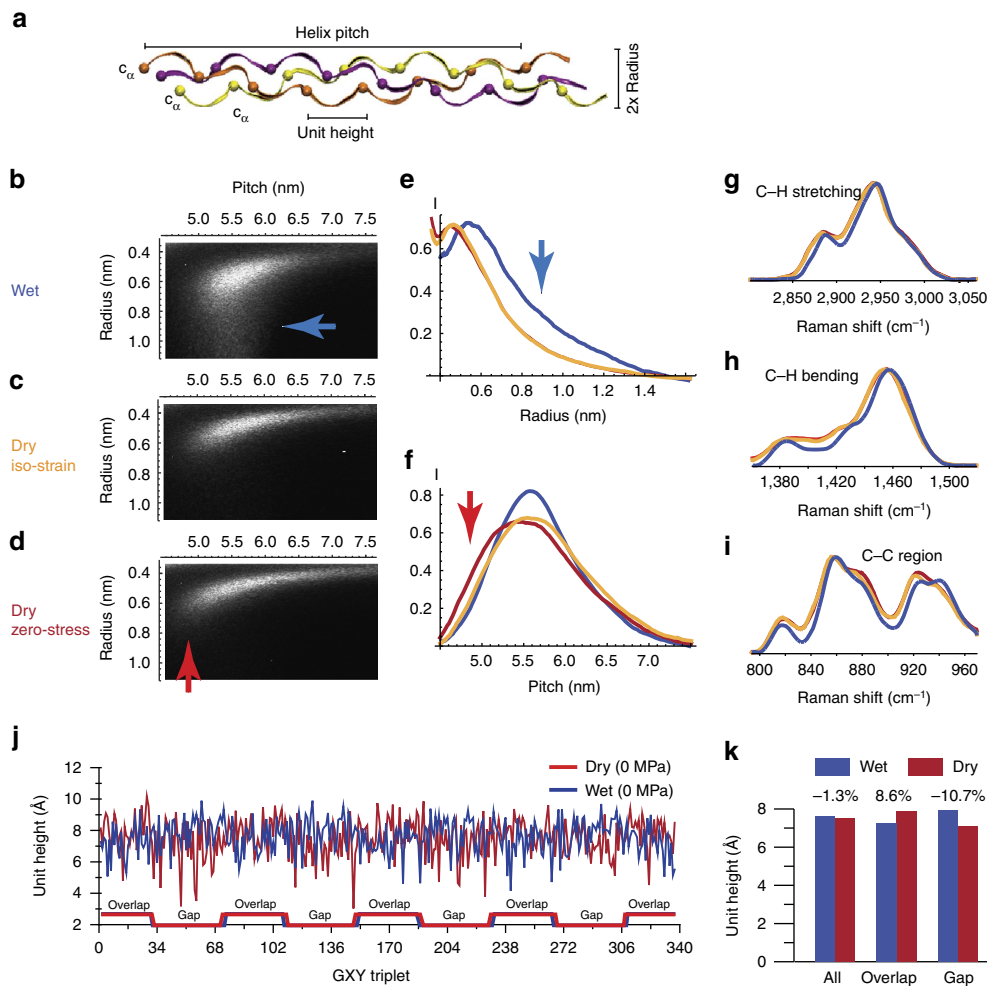 a
Helix pitch
Cα
Cα
Cα
Unit height
2x Radius
b
Pitch (nm)
5.0 5.5 6.0 6.5 7.0 7.5
Wet
Radius (nm)
0.4
0.6
0.8
1.0
c
5.0 5.5 6.0 6.5 7.0 7.5
Dry
iso-strain
Radius (nm)
0.4
0.6
0.8
1.0
d
5.0 5.5 6.0 6.5 7.0 7.5
Dry
zero-stress
Radius (nm)
0.4
0.6
0.8
1.0
e
I
0.6
0.4
0.2
0.6 0.8 1.0 1.2 1.4
Radius (nm)
f
I
0.8
0.6
0.4
0.2
5.0 5.5 6.0 6.5 7.0
Pitch (nm)
g
C–H stretching
2,850 2,900 2,950 3,000 3,050
Raman shift (cm–1)
h
C–H bending
1,380 1,420 1,460 1,500
Raman shift (cm–1)
i
C–C region
800 840 860 920 960
Raman shift (cm–1)
j
Dry (0 MPa)
Wet (0 MPa)
Unit height (Å)
12
10
8
6
4
2
Overlap Gap Overlap Gap Overlap Gap Overlap Gap Overlap
0 34 68 102 136 170 204 238 272 306 340
GXY triplet
k
Wet Dry
–1.3% 8.6% –10.7%
Unit height (Å)
8
6
4
2
0
All Overlap Gap